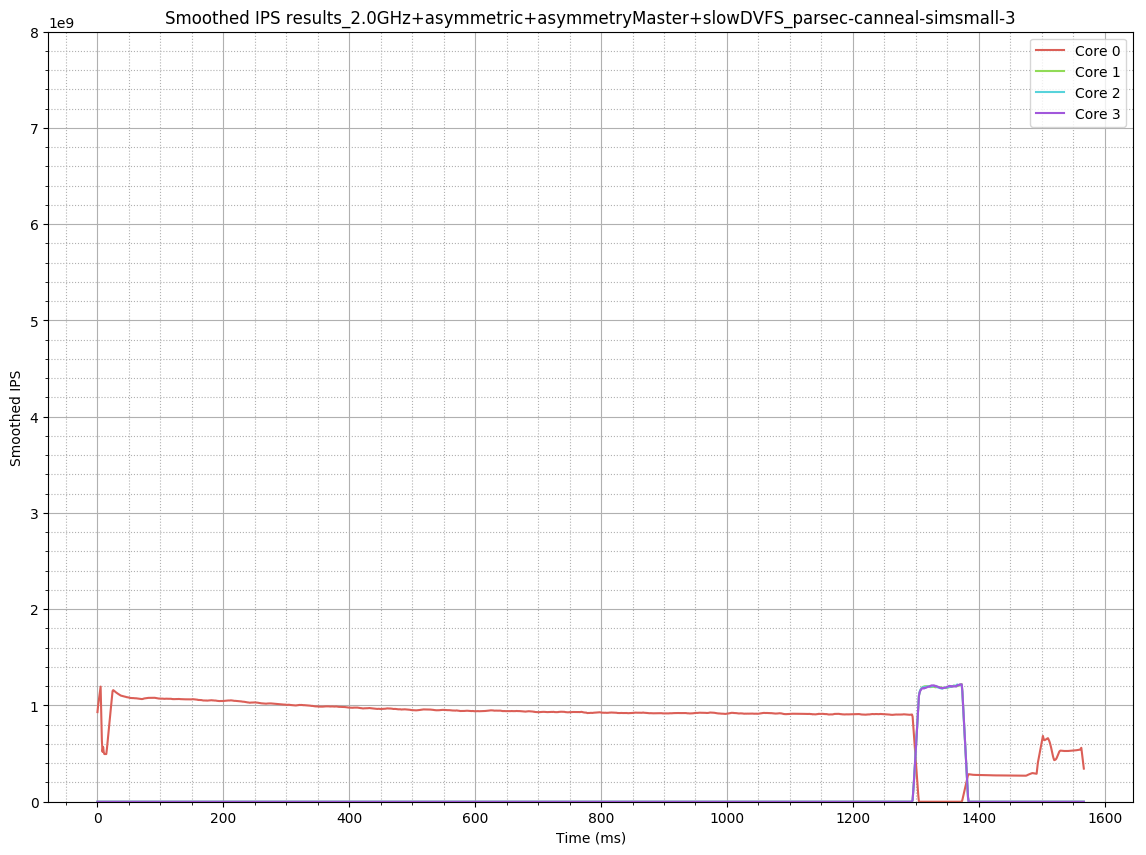 Smoothed IPS results_2.0GHz+asymmetric+asymmetryMaster+slowDVFS_parsec-canneal-simsmall-3
1e9
8
7
6
5
4
3
2
1
0
Smoothed IPS
Core 0
Core 1
Core 2
Core 3
0 200 400 600 800 1000 1200 1400 1600
Time (ms)